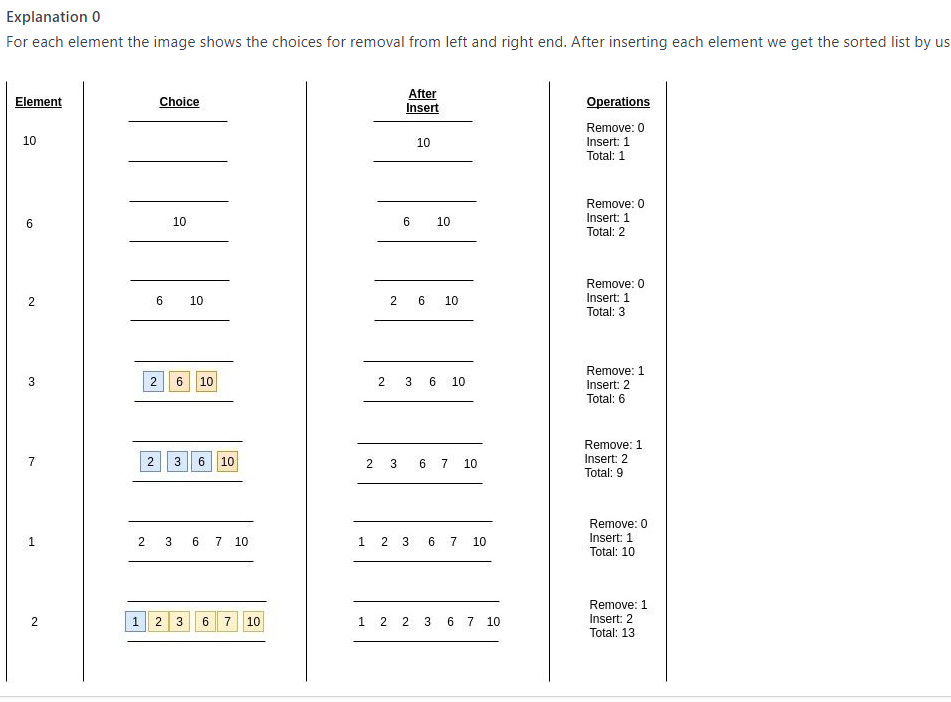 Explanation 0
For each element the image shows the choices for removal from left and right end. After inserting each element we get the sorted list by us
Element Choice After Insert Operations
10 10 Remove: 0
Insert: 1
Total: 1
6 10 6 10 Remove: 0
Insert: 1
Total: 2
2 6 10 2 6 10 Remove: 0
Insert: 1
Total: 3
3 2 6 10 2 3 6 10 Remove: 1
Insert: 2
Total: 6
7 2 3 6 10 2 3 6 7 10 Remove: 1
Insert: 2
Total: 9
1 2 3 6 7 10 1 2 3 6 7 10 Remove: 0
Insert: 1
Total: 10
2 1 2 3 6 7 10 1 2 2 3 6 7 10 Remove: 1
Insert: 2
Total: 13